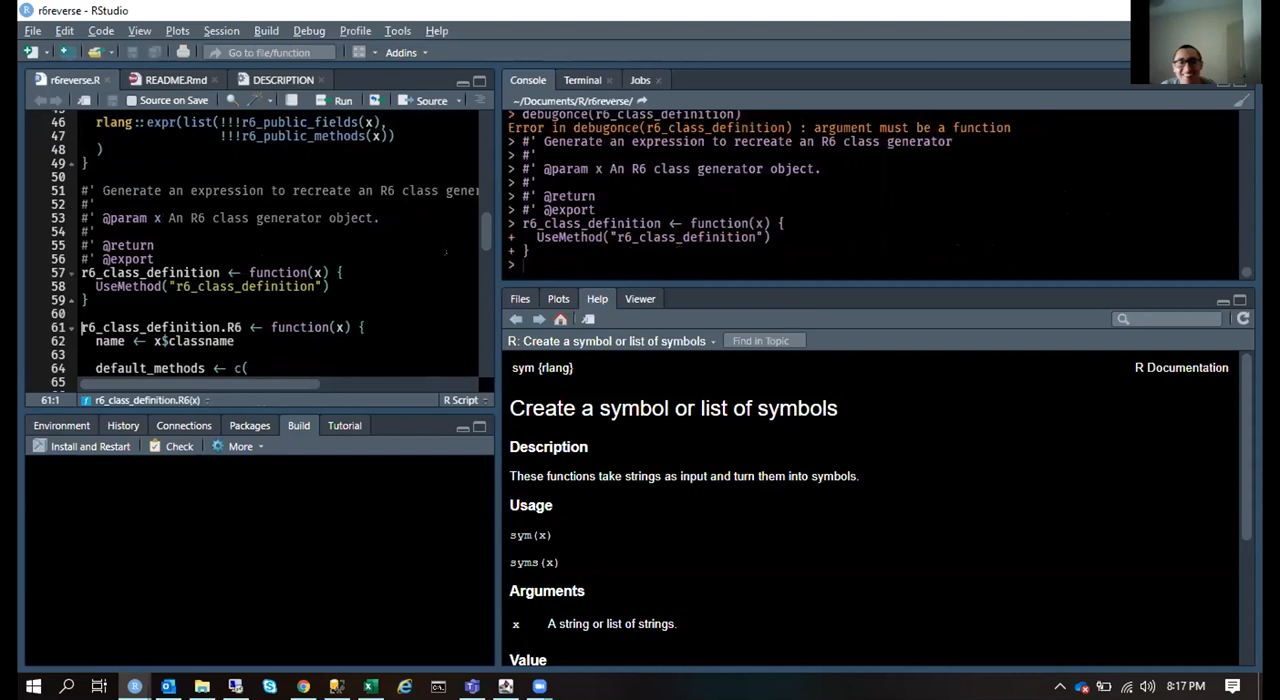 r6reverse - RStudio
File Edit Code View Plots Session Build Debug Profile Tools Help
Go to file/function Addins
r6reverse.R README.Rmd DESCRIPTION
Source on Save Run Source
46 rlang::expr(list(!!!r6_public_fields(x),
47 !!!r6_public_methods(x))
48 )
49 }
50
51 #' Generate an expression to recreate an R6 class gene
52 #'
53 #' @param x An R6 class generator object.
54 #'
55 #' @return
56 #' @export
57 r6_class_definition ← function(x) {
58 UseMethod("r6_class_definition")
59 }
60
61 r6_class_definition.R6 ← function(x) {
62 name ← x$classname
63
64 default_methods ← c(
65
61:1 r6_class_definition.R6(x) R Script
Environment History Connections Packages Build Tutorial
Install and Restart Check More
Console Terminal Jobs
~/Documents/R/r6reverse/
> debugonce(r6_class_definition)
Error in debugonce(r6_class_definition) : argument must be a function
> #' Generate an expression to recreate an R6 class generator
> #'
> #' @param x An R6 class generator object.
> #'
> #' @return
> #' @export
> r6_class_definition ← function(x) {
+ UseMethod("r6_class_definition")
+ }
>
Files Plots Help Viewer
R: Create a symbol or list of symbols Find in Topic
sym {rlang} R Documentation
Create a symbol or list of symbols
Description
These functions take strings as input and turn them into symbols.
Usage
sym(x)
syms(x)
Arguments
x A string or list of strings.
Value
8:17 PM